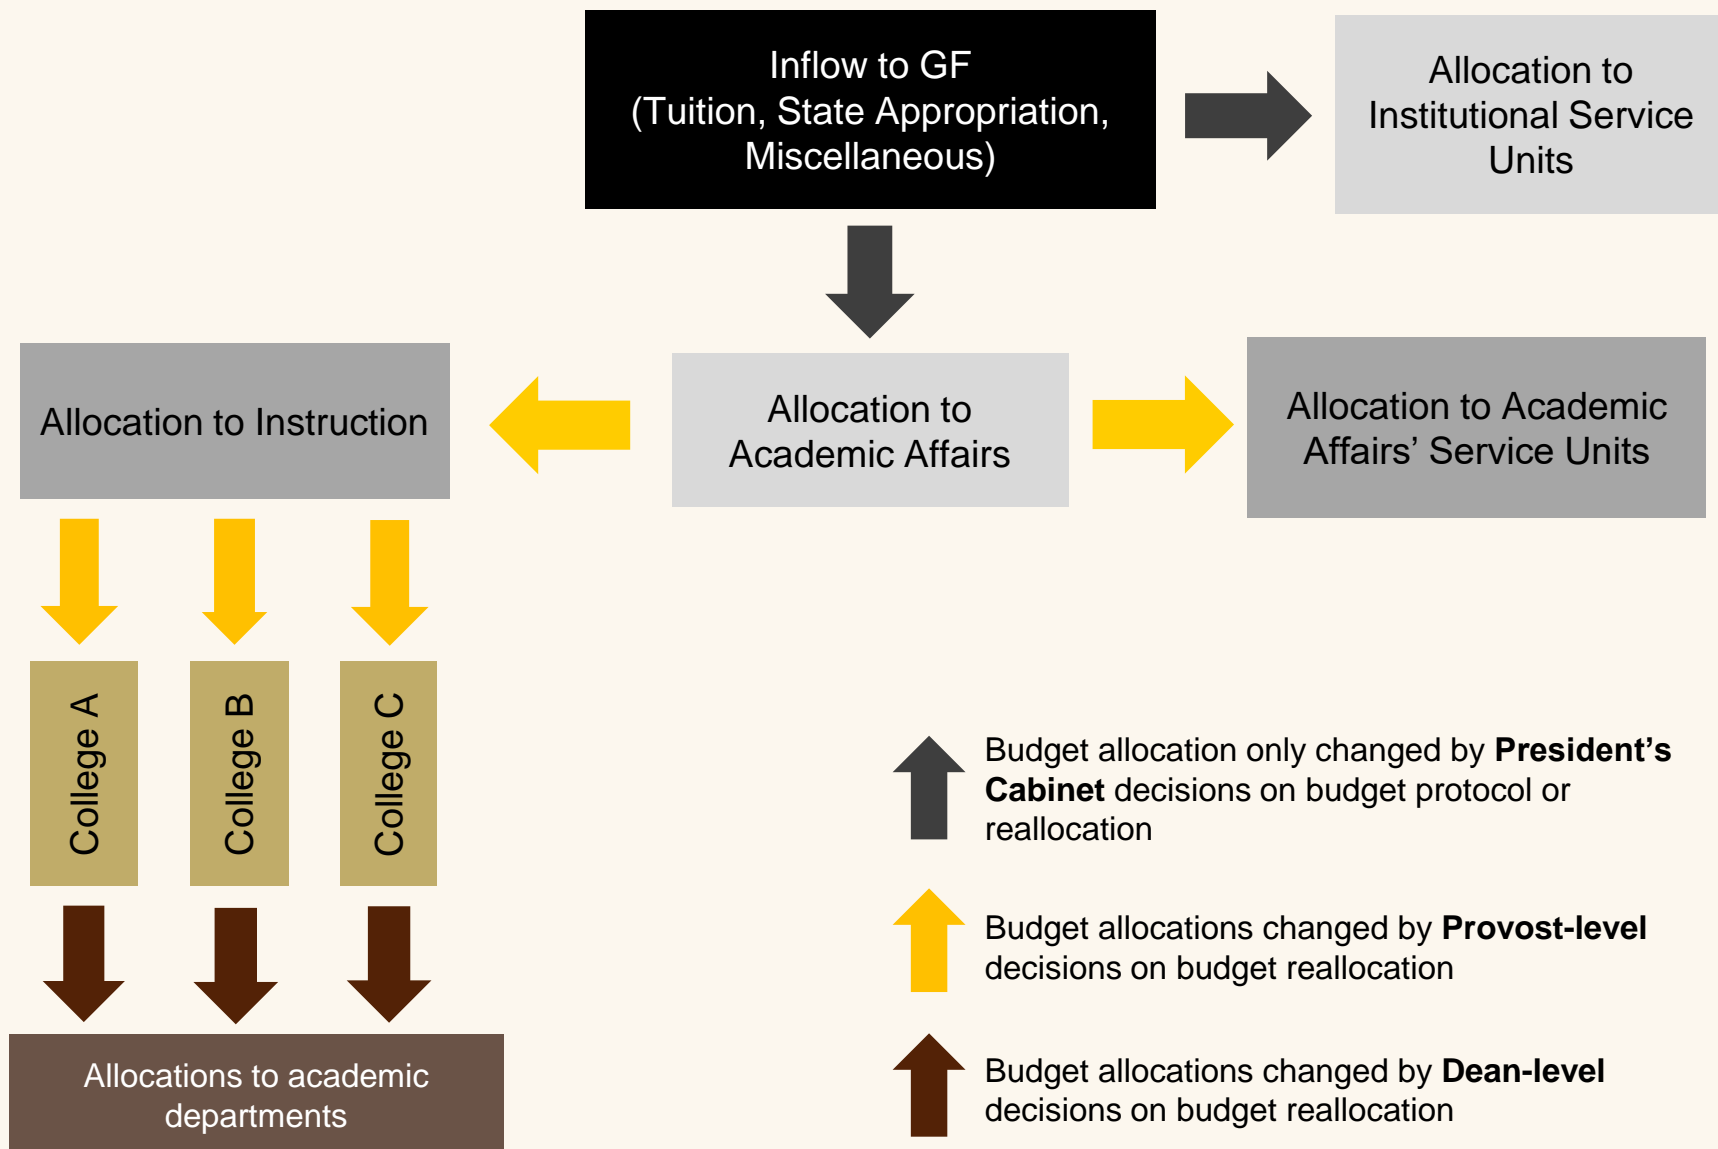 Inflow to GF
(Tuition, State Appropriation,
Miscellaneous)
Allocation to
Institutional Service
Units
Allocation to Instruction
Allocation to
Academic Affairs
Allocation to Academic
Affairs’ Service Units
College A
College B
College C
Budget allocation only changed by President’s
Cabinet decisions on budget protocol or
reallocation
Budget allocations changed by Provost-level
decisions on budget reallocation
Allocations to academic
departments
Budget allocations changed by Dean-level
decisions on budget reallocation